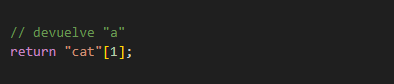 // devuelve "a"
return "cat"[1];